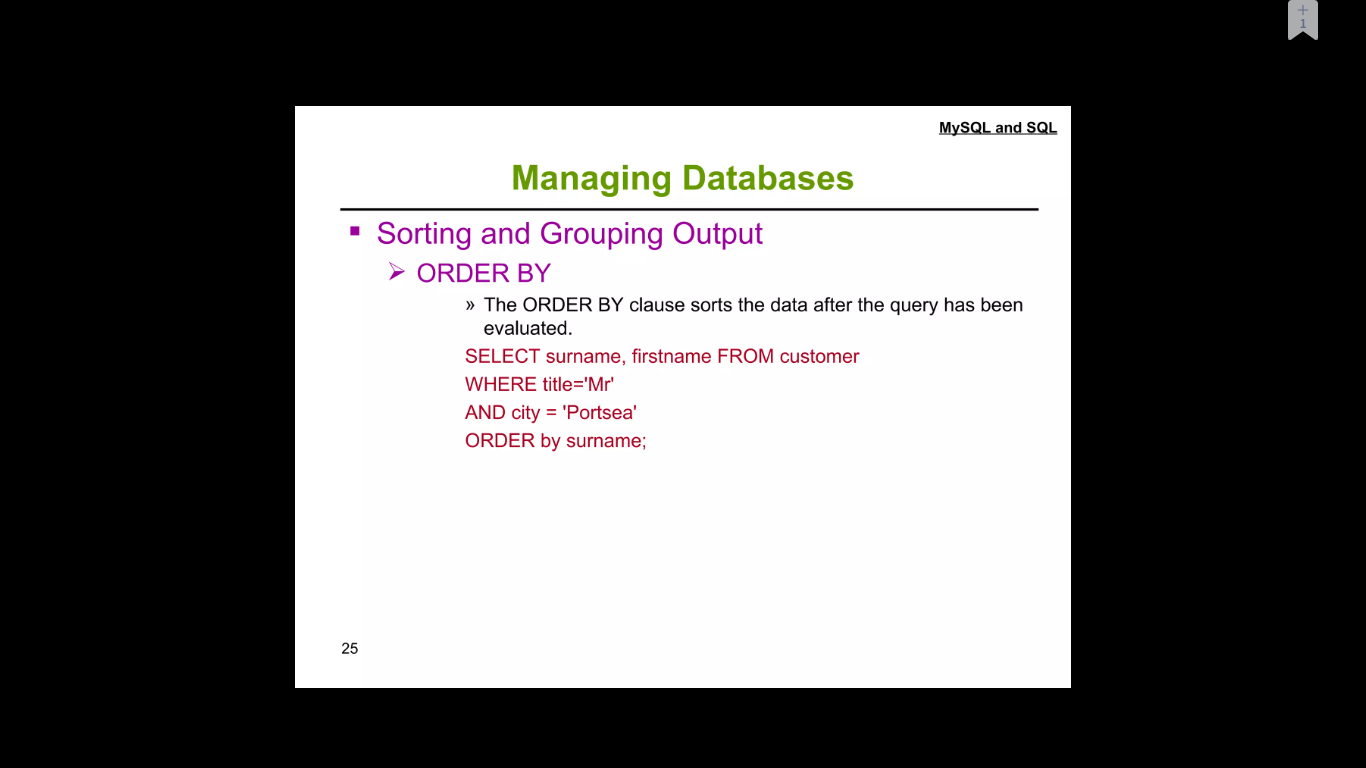 +
1
MySQL and SQL
Managing Databases
▪ Sorting and Grouping Output
➢ ORDER BY
» The ORDER BY clause sorts the data after the query has been
evaluated.
SELECT surname, firstname FROM customer
WHERE title='Mr'
AND city = 'Portsea'
ORDER by surname;
25